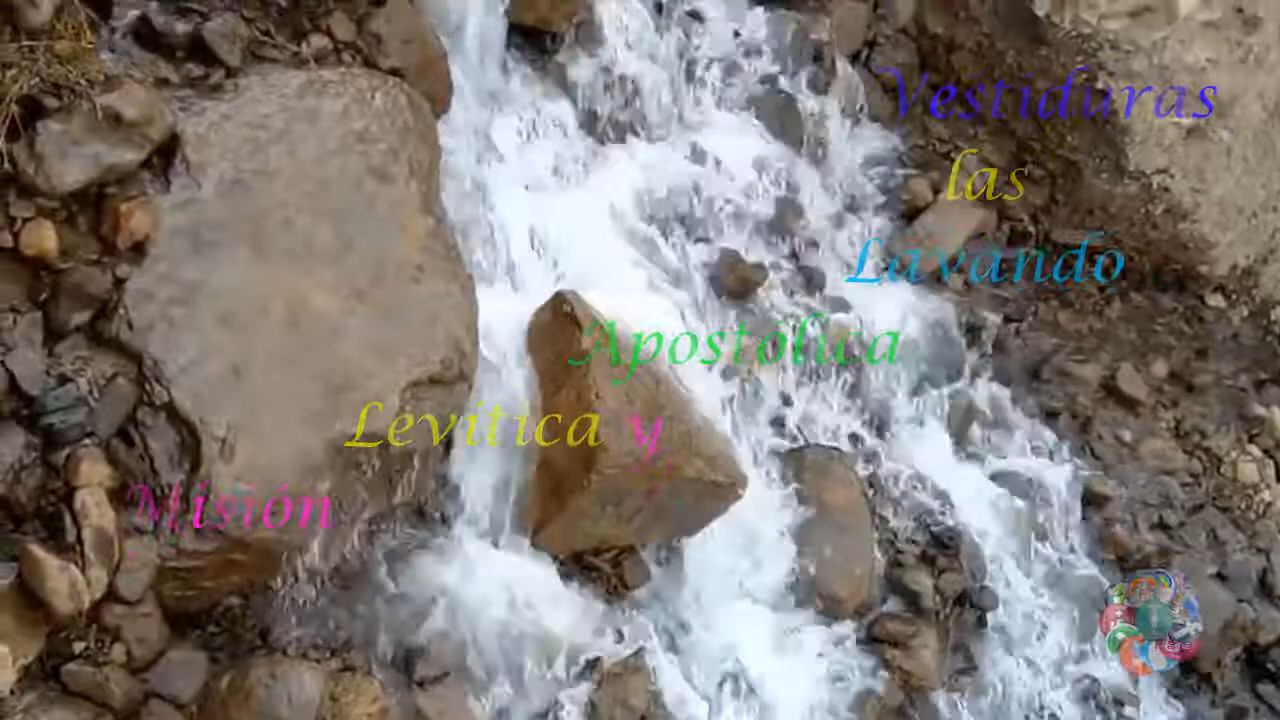 Vestiduras
las
Lavando
Apostólica
Levítica y
Misión